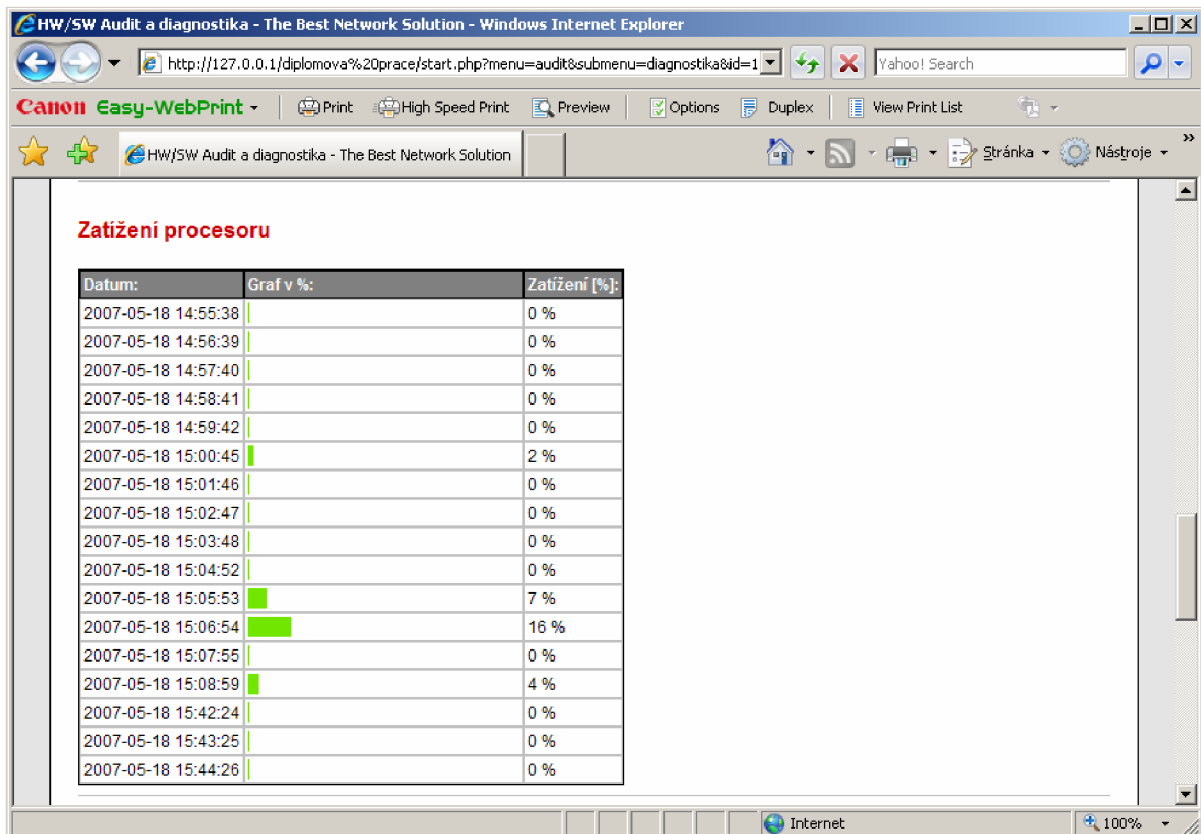 HW/SW Audit a diagnostika - The Best Network Solution - Windows Internet Explorer
http://127.0.0.1/diplomova%20prace/start.php?menu=audit&submenu=diagnostika&id=1
Yahoo! Search
Canon Easy-WebPrint Print High Speed Print Preview Options Duplex View Print List
HW/SW Audit a diagnostika - The Best Network Solution
Stránka Nástroje »
Zatížení procesoru
Datum: Graf v %: Zatížení [%]:
2007-05-18 14:55:38 0 %
2007-05-18 14:56:39 0 %
2007-05-18 14:57:40 0 %
2007-05-18 14:58:41 0 %
2007-05-18 14:59:42 0 %
2007-05-18 15:00:45 2 %
2007-05-18 15:01:46 0 %
2007-05-18 15:02:47 0 %
2007-05-18 15:03:48 0 %
2007-05-18 15:04:52 0 %
2007-05-18 15:05:53 7 %
2007-05-18 15:06:54 16 %
2007-05-18 15:07:55 0 %
2007-05-18 15:08:59 4 %
2007-05-18 15:42:24 0 %
2007-05-18 15:43:25 0 %
2007-05-18 15:44:26 0 %
Internet 100%